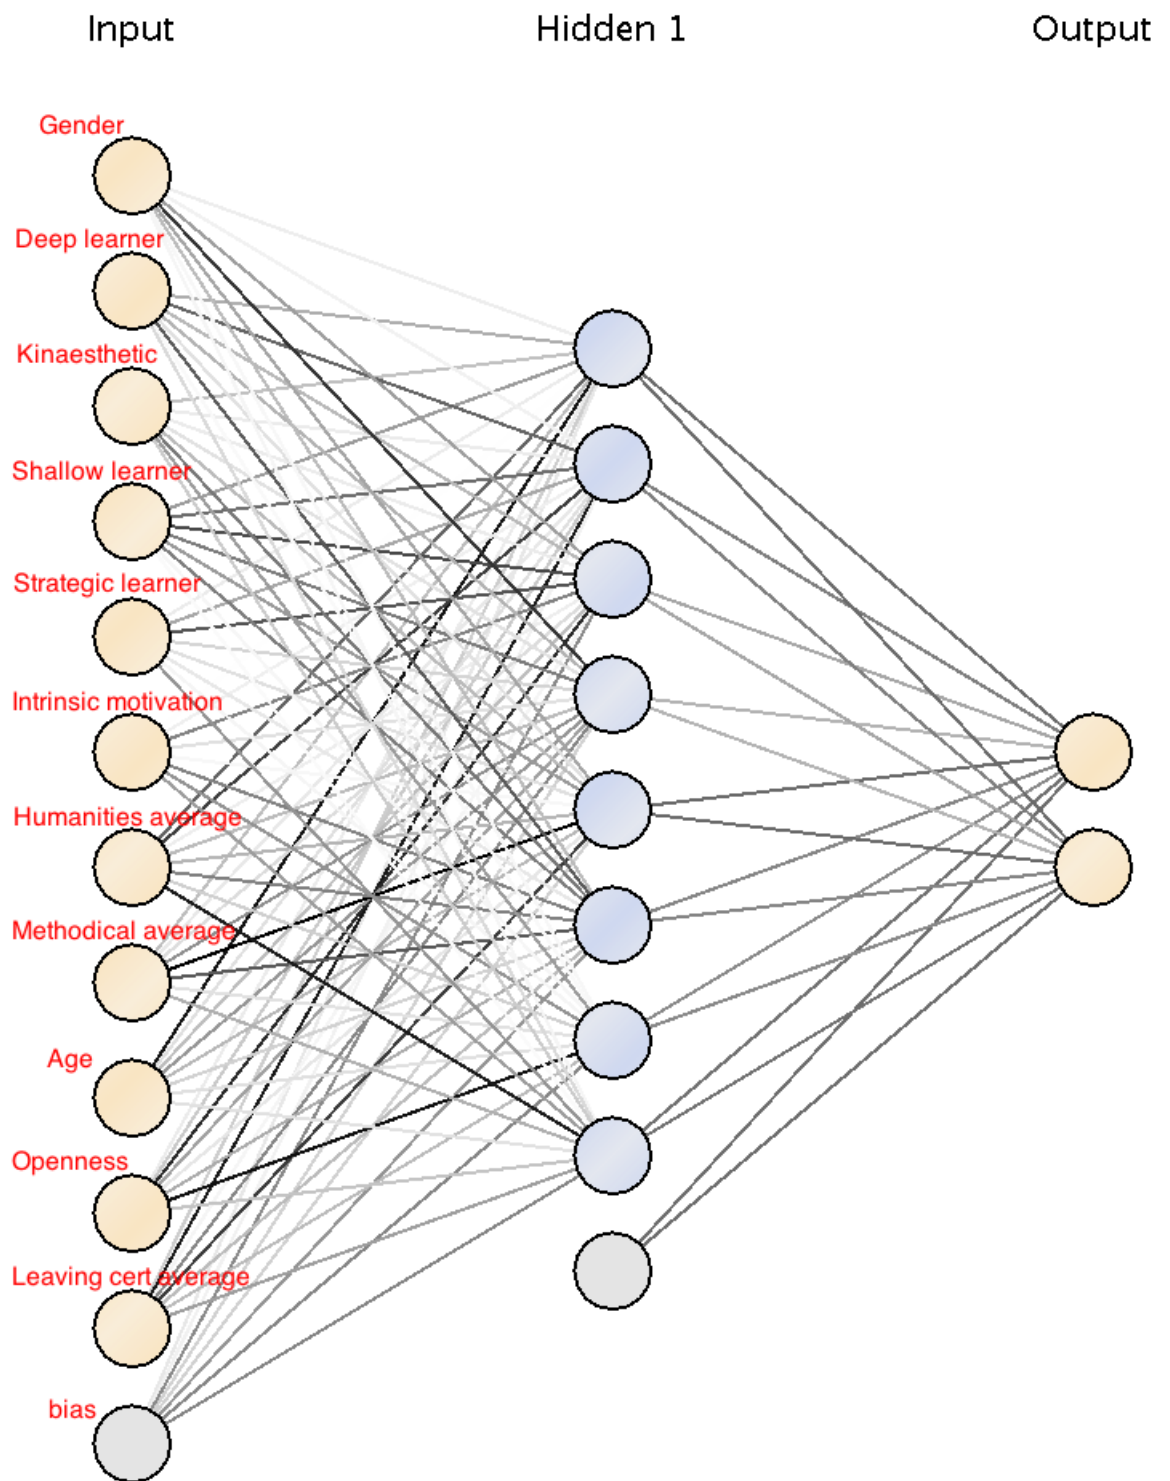 Input
Hidden 1
Output
Gender
Deep learner
Kinaesthetic
Shallow learner
Strategic learner
Intrinsic motivation
Humanities average
Methodical average
Age
Openness
Leaving cert average
bias